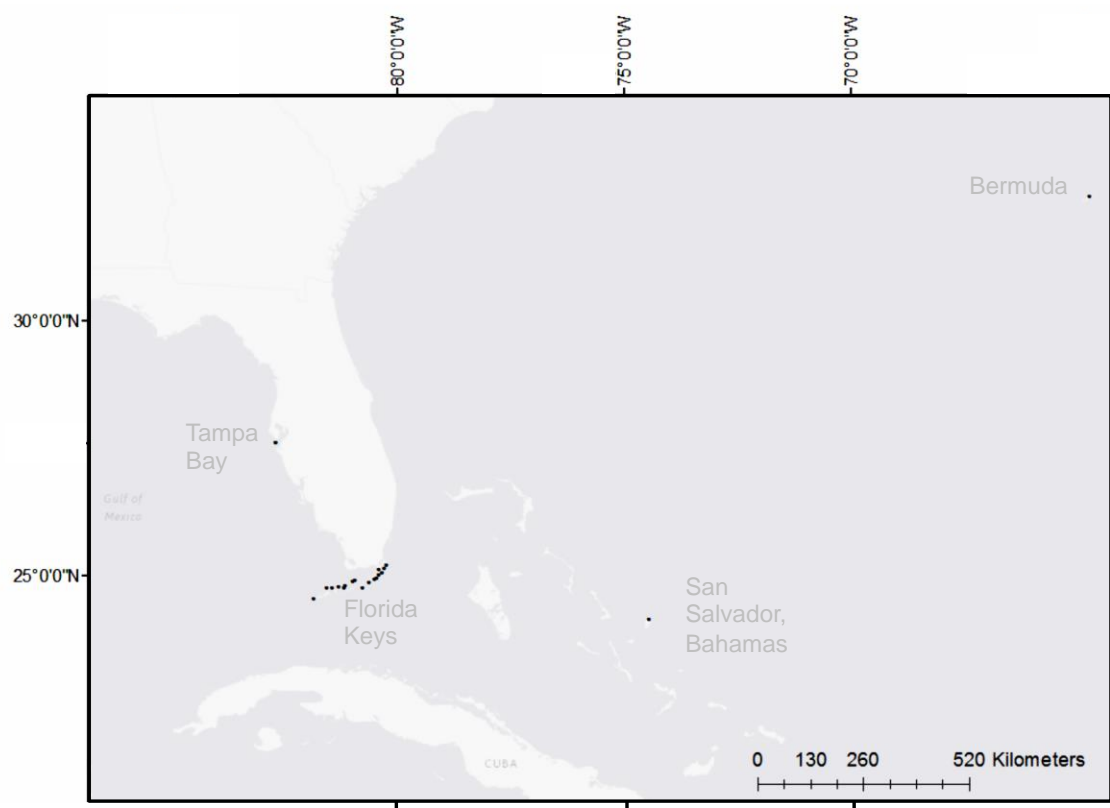 80°0'0"W
75°0'0"W
70°0'0"W
Bermuda
30°0'0"N
Tampa
Bay
Gulf of
Mexico
25°0'0"N
Florida
Keys
San
Salvador,
Bahamas
CUBA
0 130 260 520 Kilometers